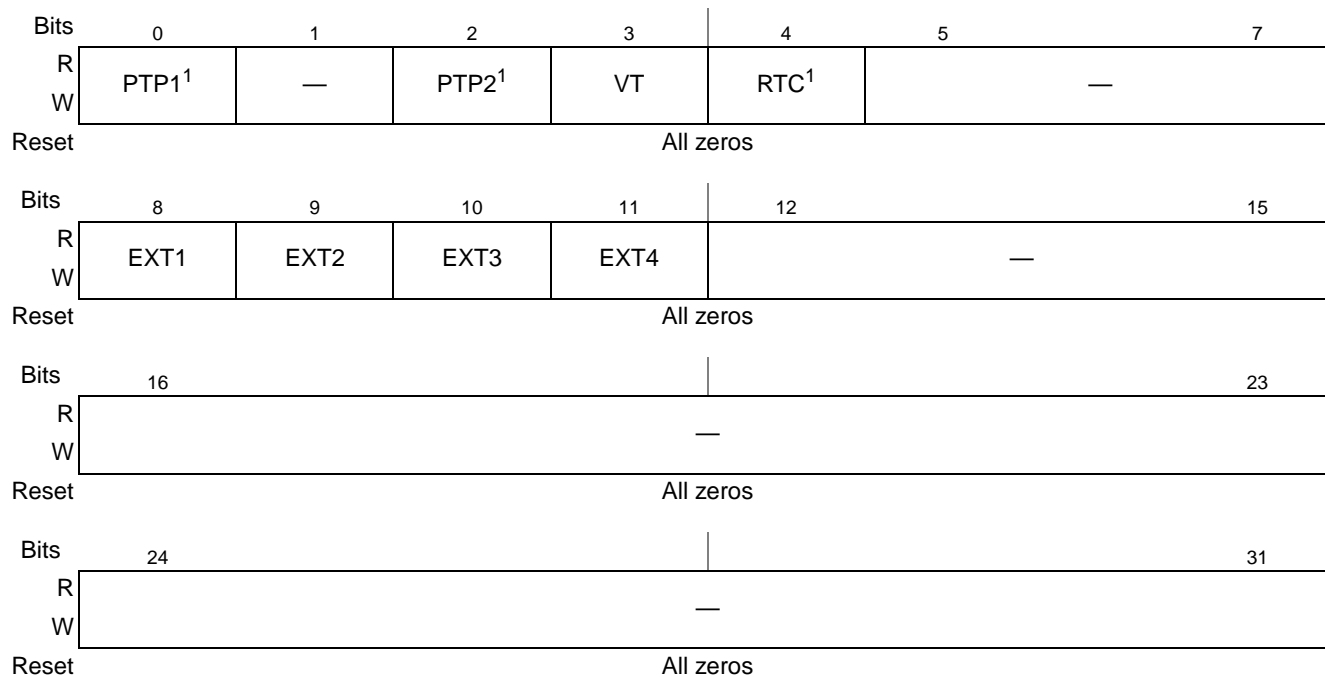 Bits 0 1 2 3 4 5 7
R
W
PTP1¹ — PTP2¹ VT RTC¹ —
Reset All zeros
Bits 8 9 10 11 12 15
R
W
EXT1 EXT2 EXT3 EXT4 —
Reset All zeros
Bits 16 23
R
W
—
Reset All zeros
Bits 24 31
R
W
—
Reset All zeros